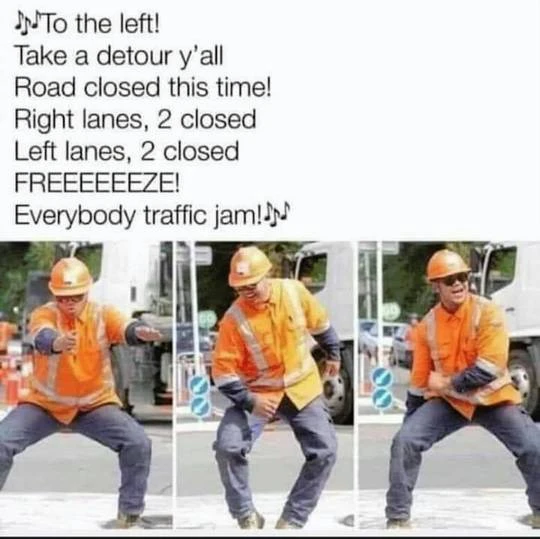 🎶To the left!
Take a detour y'all
Road closed this time!
Right lanes, 2 closed
Left lanes, 2 closed
FREEEEEEZE!
Everybody traffic jam!🎶